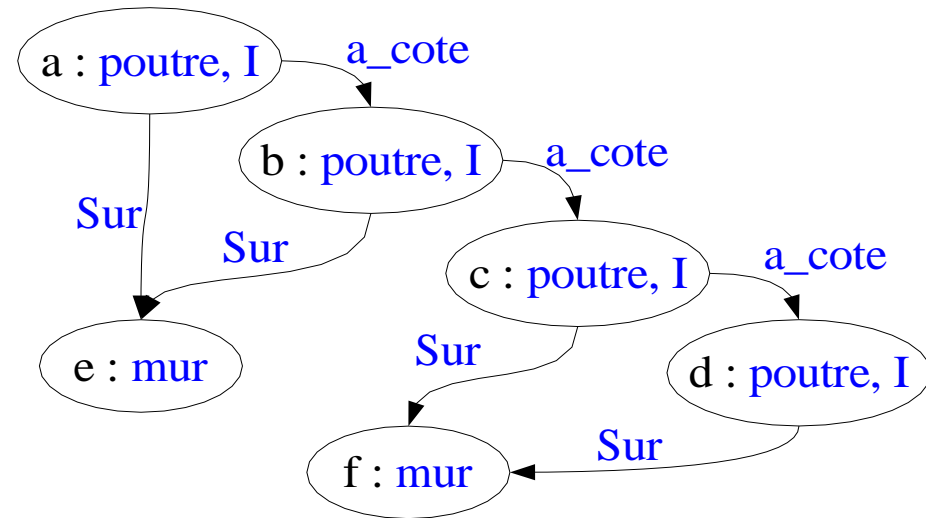 a : poutre, I
a_cote
b : poutre, I
a_cote
Sur
Sur
c : poutre, I
a_cote
e : mur
Sur
d : poutre, I
Sur
f : mur